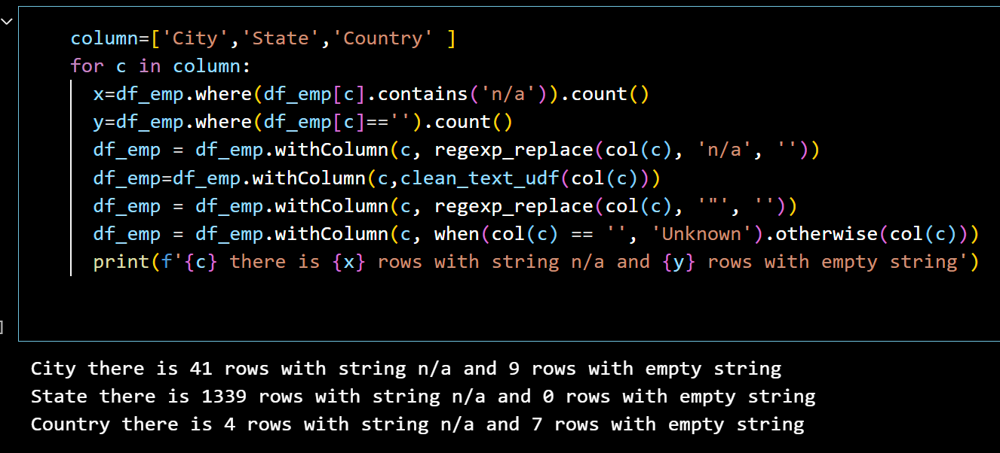 column=['City','State','Country' ]
for c in column:
  x=df_emp.where(df_emp[c].contains('n/a')).count()
  y=df_emp.where(df_emp[c]=='').count()
  df_emp = df_emp.withColumn(c, regexp_replace(col(c), 'n/a', ''))
  df_emp=df_emp.withColumn(c,clean_text_udf(col(c)))
  df_emp = df_emp.withColumn(c, regexp_replace(col(c), '"', ''))
  df_emp = df_emp.withColumn(c, when(col(c) == '', 'Unknown').otherwise(col(c)))
  print(f'{c} there is {x} rows with string n/a and {y} rows with empty string')
]
City there is 41 rows with string n/a and 9 rows with empty string
State there is 1339 rows with string n/a and 0 rows with empty string
Country there is 4 rows with string n/a and 7 rows with empty string